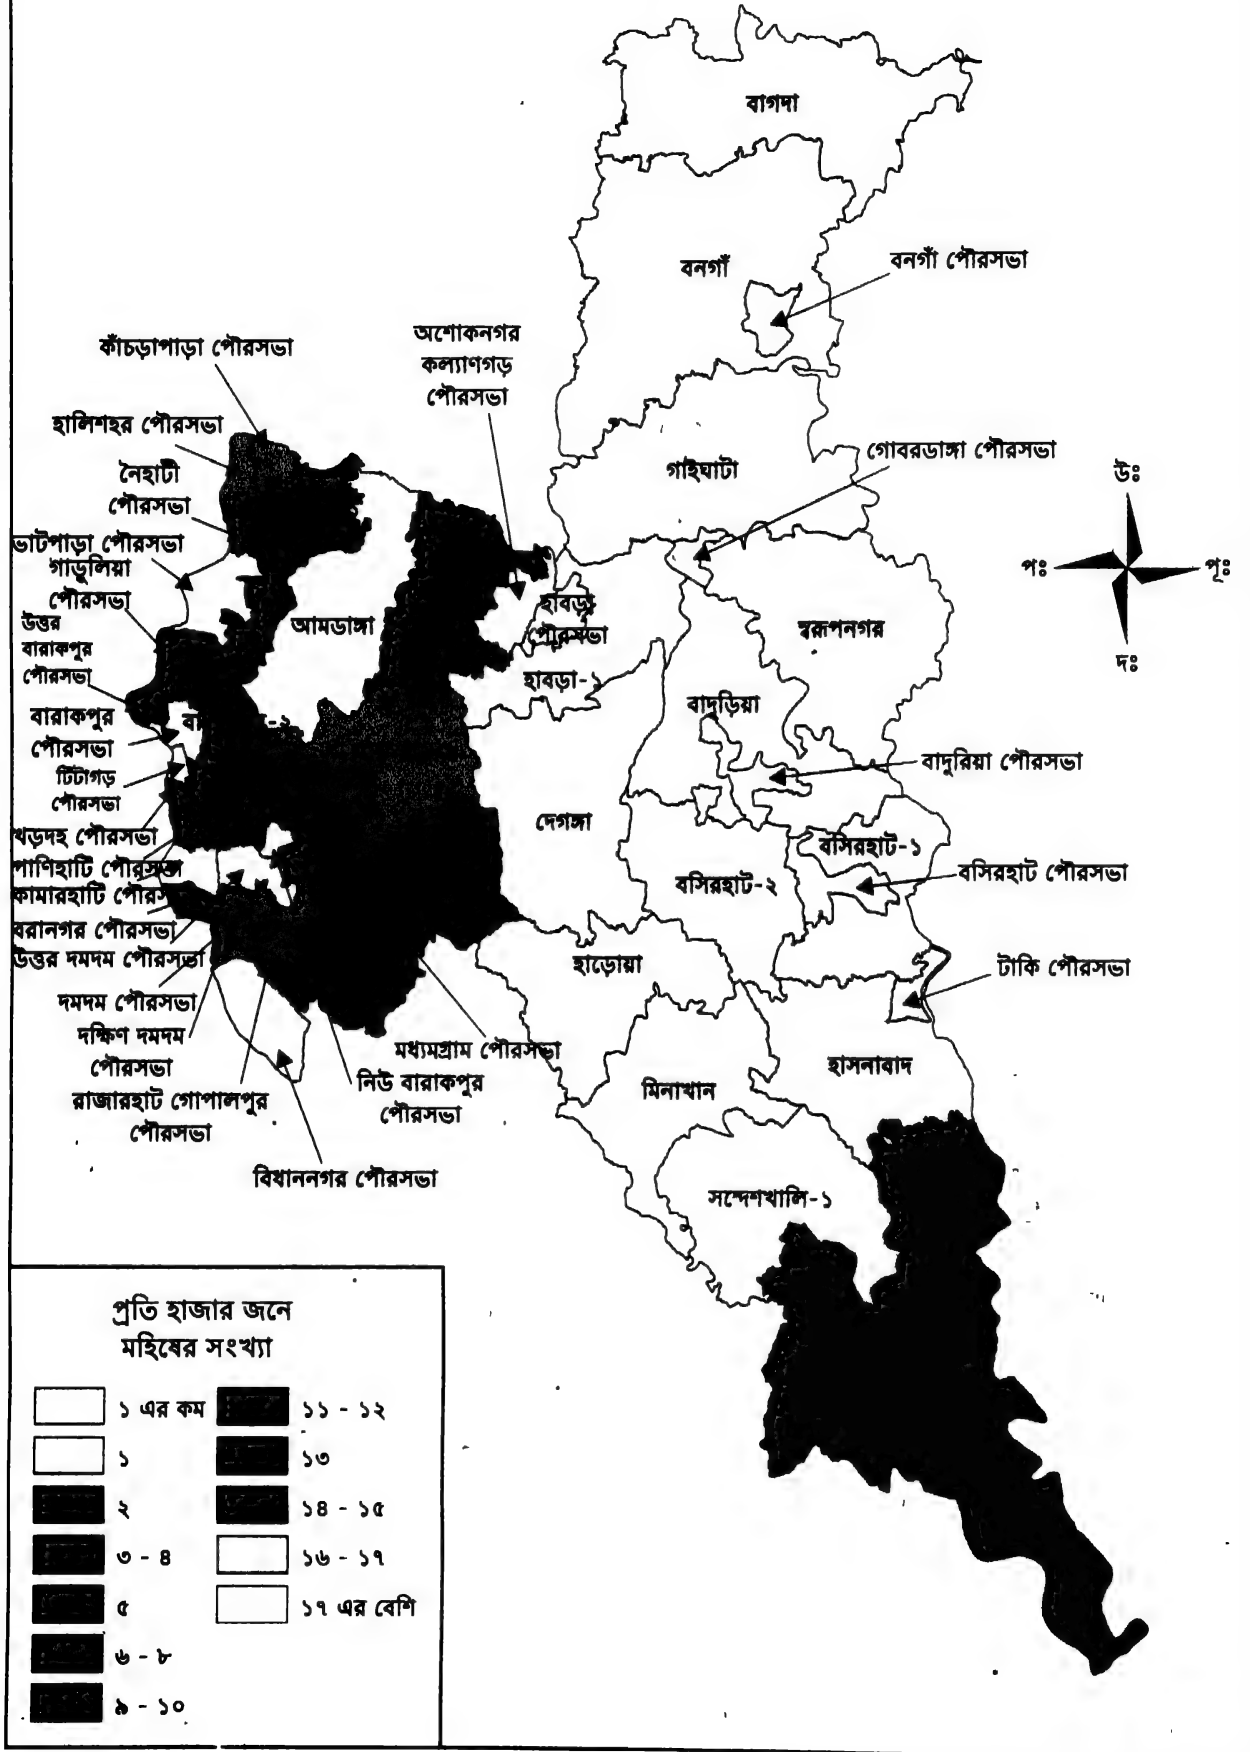 বাগদা
বনগাঁ
বনগাঁ পৌরসভা
অশোকনগর
কল্যাণগড়
পৌরসভা
কাঁচড়াপাড়া পৌরসভা
হালিশহর পৌরসভা
নৈহাটী
পৌরসভা
গাইঘাটা
গোবরডাঙ্গা পৌরসভা
উঃ
পঃ
পূঃ
দঃ
ভাটপাড়া পৌরসভা
গাড়ুলিয়া
পৌরসভা
উত্তর
বারাকপুর
পৌরসভা
আমডাঙ্গা
হাবড়া
পৌরসভা
হাবড়া-১
স্বরূপনগর
বাদুড়িয়া
বারাকপুর
পৌরসভা
টিটাগড়
পৌরসভা
বাদুরিয়া পৌরসভা
খড়দহ পৌরসভা
পাণিহাটি পৌরসভা
কামারহাটি পৌরস
বরানগর পৌরসভা
উত্তর দমদম পৌরসভা
দেগঙ্গা
বসিরহাট-১
বসিরহাট-২
বসিরহাট পৌরসভা
হাড়োয়া
টাকি পৌরসভা
দমদম পৌরসভা
দক্ষিণ দমদম
পৌরসভা
রাজারহাট গোপালপুর
পৌরসভা
মধ্যমগ্রাম পৌরসভা
নিউ বারাকপুর
পৌরসভা
বিধাননগর পৌরসভা
মিনাখান
হাসনাবাদ
সন্দেশখালি-১
প্রতি হাজার জনে
মহিষের সংখ্যা
১ এর কম
১
২
৩ - ৪
৫
৬ - ৮
৯ - ১০
১১ - ১২
১৩
১৪ - ১৫
১৬ - ১৭
১৭ এর বেশি